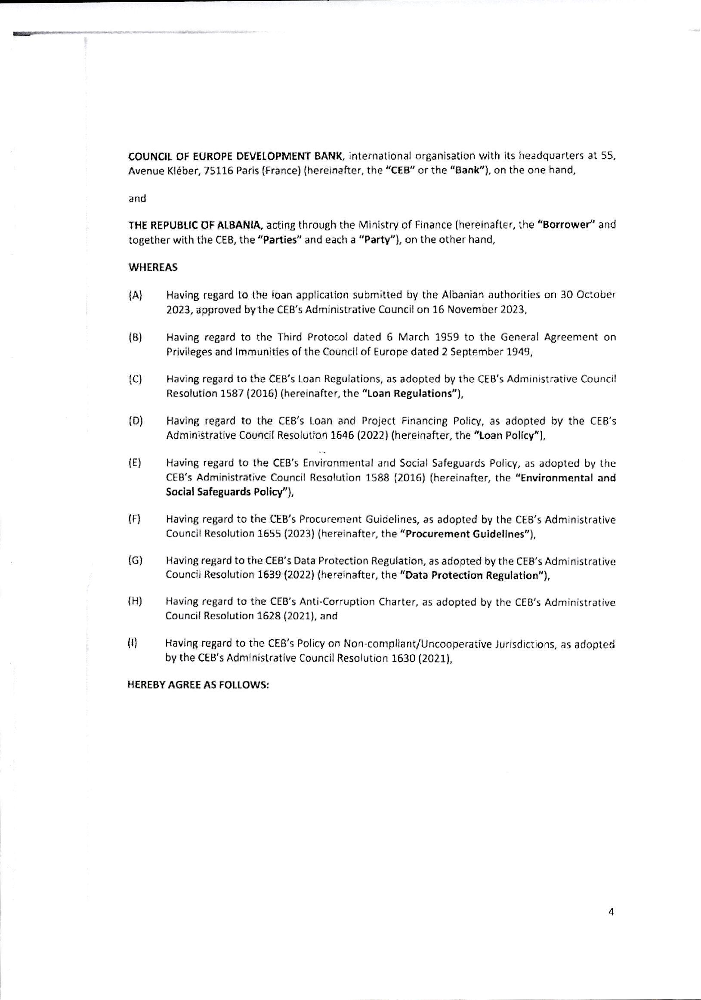 COUNCIL OF EUROPE DEVELOPMENT BANK, international organisation with its headquarters at 55,
Avenue Kléber, 75116 Paris (France) (hereinafter, the “CEB” or the “Bank”), on the one hand,
and
THE REPUBLIC OF ALBANIA, acting through the Ministry of Finance (hereinafter, the “Borrower” and
together with the CEB, the “Parties” and each a “Party”), on the other hand,
WHEREAS
(A) Having regard to the loan application submitted by the Albanian authorities on 30 October
2023, approved by the CEB’s Administrative Council on 16 November 2023,
(B) Having regard to the Third Protocol dated 6 March 1959 to the General Agreement on
Privileges and Immunities of the Council of Europe dated 2 September 1949,
(C) Having regard to the CEB’s Loan Regulations, as adopted by the CEB’s Administrative Council
Resolution 1587 (2016) (hereinafter, the “Loan Regulations”),
(D) Having regard to the CEB’s Loan and Project Financing Policy, as adopted by the CEB’s
Administrative Council Resolution 1646 (2022) (hereinafter, the “Loan Policy”),
(E) Having regard to the CEB’s Environmental and Social Safeguards Policy, as adopted by the
CEB’s Administrative Council Resolution 1588 (2016) (hereinafter, the “Environmental and
Social Safeguards Policy”),
(F) Having regard to the CEB’s Procurement Guidelines, as adopted by the CEB’s Administrative
Council Resolution 1655 (2023) (hereinafter, the “Procurement Guidelines”),
(G) Having regard to the CEB’s Data Protection Regulation, as adopted by the CEB’s Administrative
Council Resolution 1639 (2022) (hereinafter, the “Data Protection Regulation”),
(H) Having regard to the CEB’s Anti-Corruption Charter, as adopted by the CEB’s Administrative
Council Resolution 1628 (2021), and
(I) Having regard to the CEB’s Policy on Non-compliant/Uncooperative Jurisdictions, as adopted
by the CEB’s Administrative Council Resolution 1630 (2021),
HEREBY AGREE AS FOLLOWS:
4